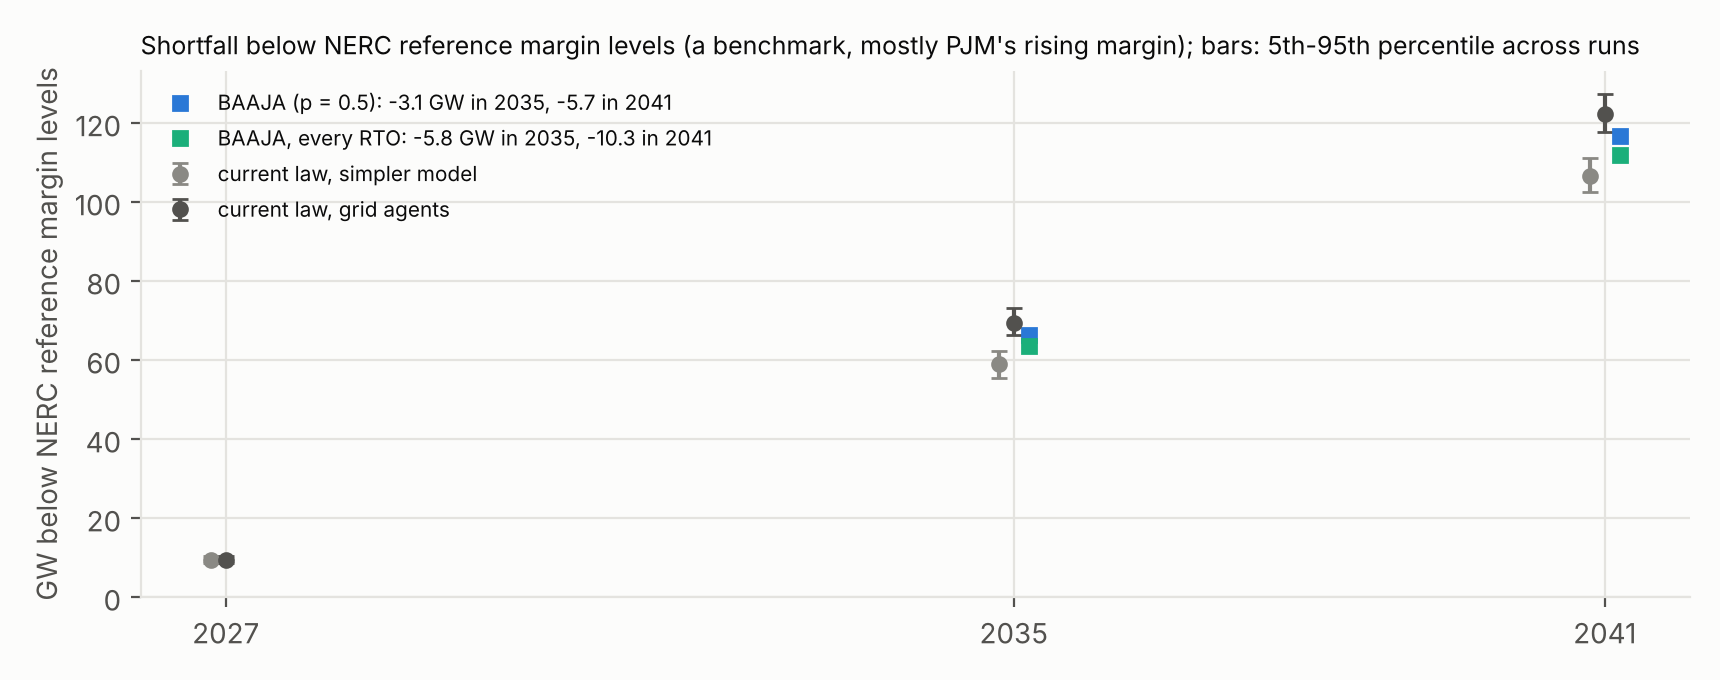 Shortfall below NERC reference margin levels (a benchmark, mostly PJM's rising margin); bars: 5th-95th percentile across runs
GW below NERC reference margin levels
BAAJA (p = 0.5): -3.1 GW in 2035, -5.7 in 2041
BAAJA, every RTO: -5.8 GW in 2035, -10.3 in 2041
current law, simpler model
current law, grid agents
120
100
80
60
40
20
0
2027
2035
2041